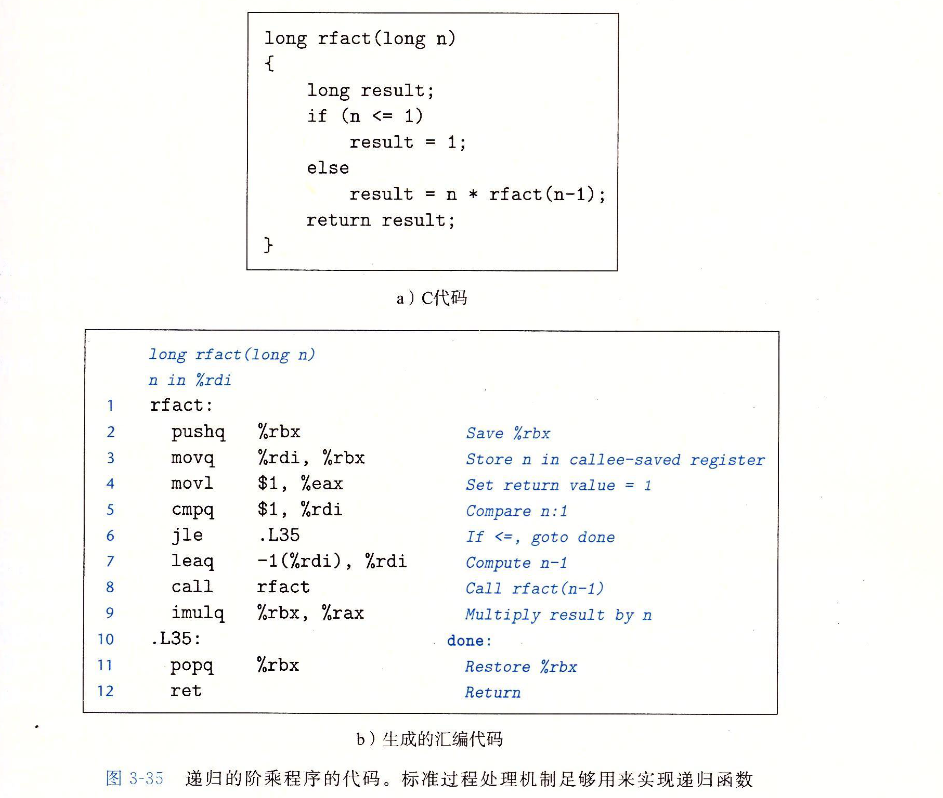 long rfact(long n)
{
    long result;
    if (n <= 1)
        result = 1;
    else
        result = n * rfact(n-1);
    return result;
}
a）C代码
long rfact(long n)
n in %rdi
1 rfact:
2 pushq %rbx Save %rbx
3 movq %rdi, %rbx Store n in callee-saved register
4 movl $1, %eax Set return value = 1
5 cmpq $1, %rdi Compare n:1
6 jle .L35 If <=, goto done
7 leaq -1(%rdi), %rdi Compute n-1
8 call rfact Call rfact(n-1)
9 imulq %rbx, %rax Multiply result by n
10 .L35: done:
11 popq %rbx Restore %rbx
12 ret Return
b）生成的汇编代码
图 3-35 递归的阶乘程序的代码。标准过程处理机制足够用来实现递归函数